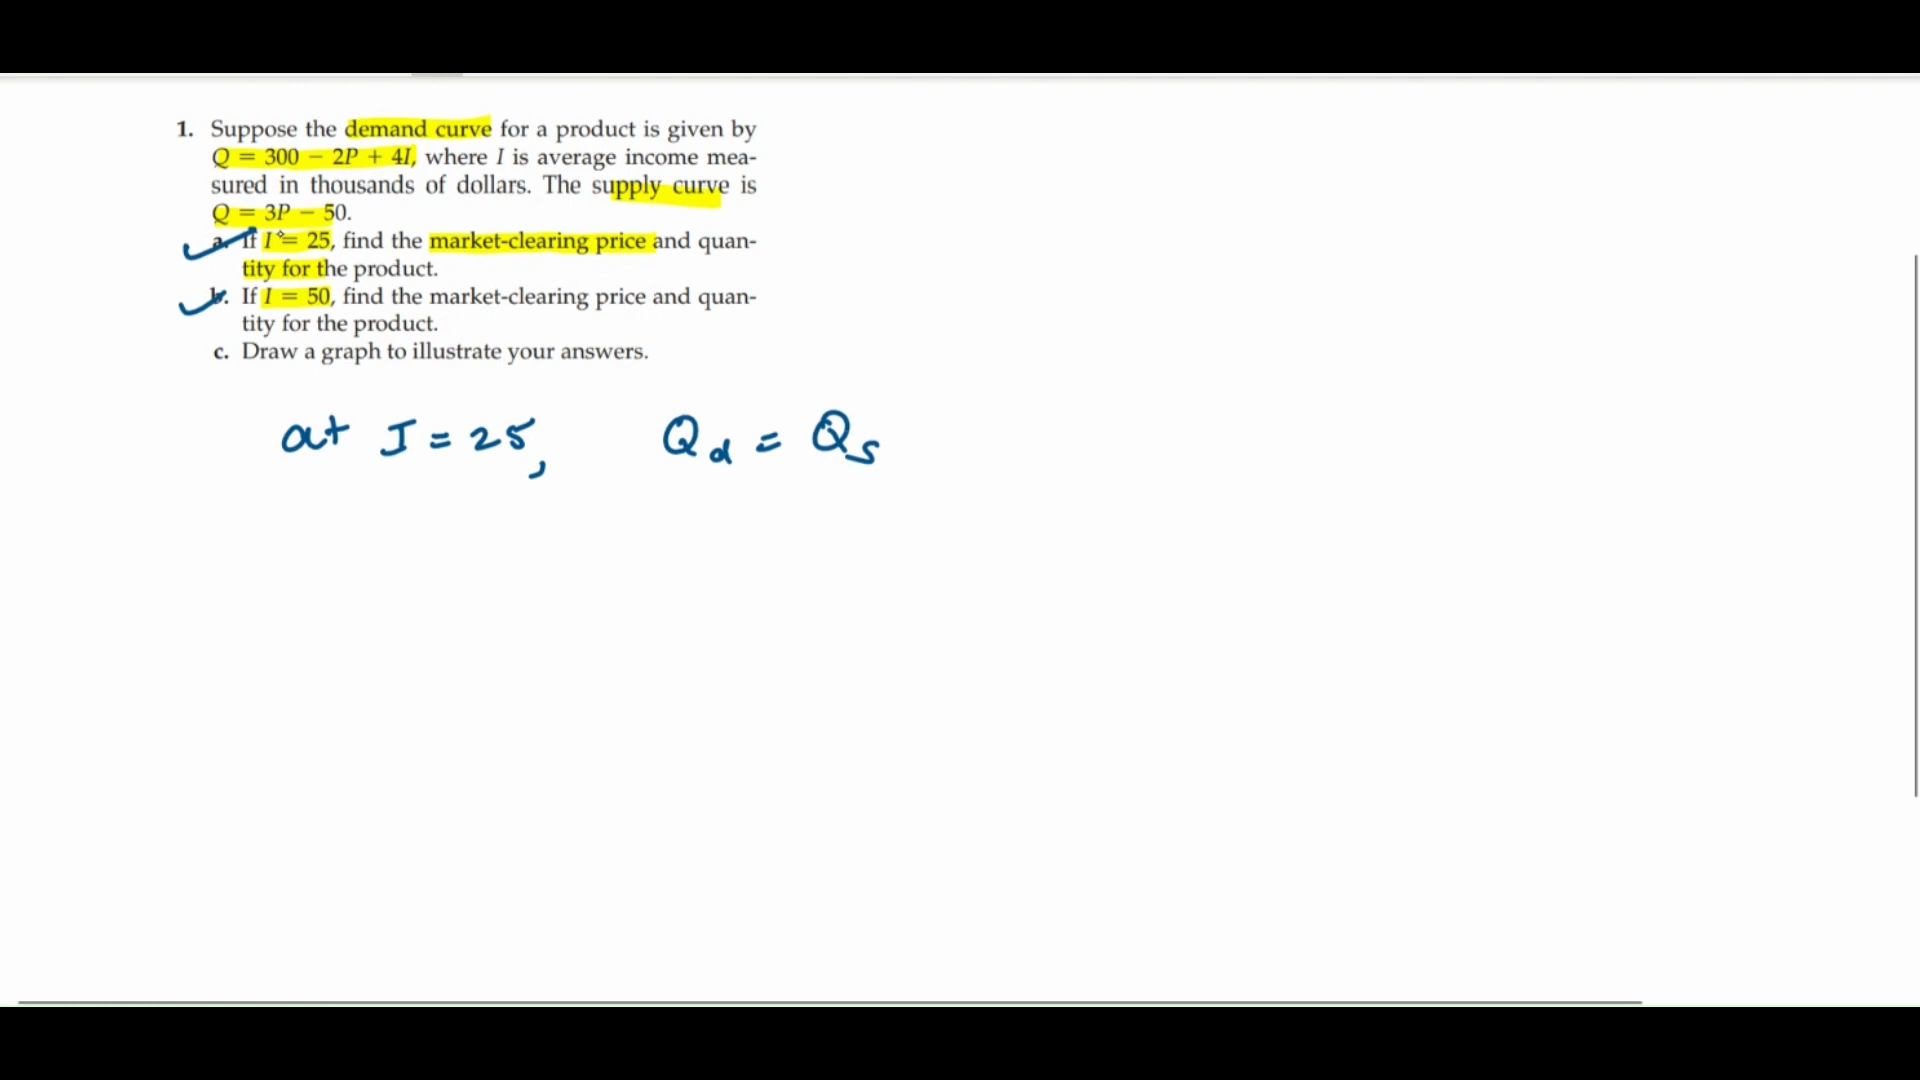 1. Suppose the demand curve for a product is given by
Q = 300 − 2P + 4I, where I is average income mea-
sured in thousands of dollars. The supply curve is
Q = 3P − 50.
a. If I = 25, find the market-clearing price and quan-
tity for the product.
b. If I = 50, find the market-clearing price and quan-
tity for the product.
c. Draw a graph to illustrate your answers.
at I = 25, Qd = Qs